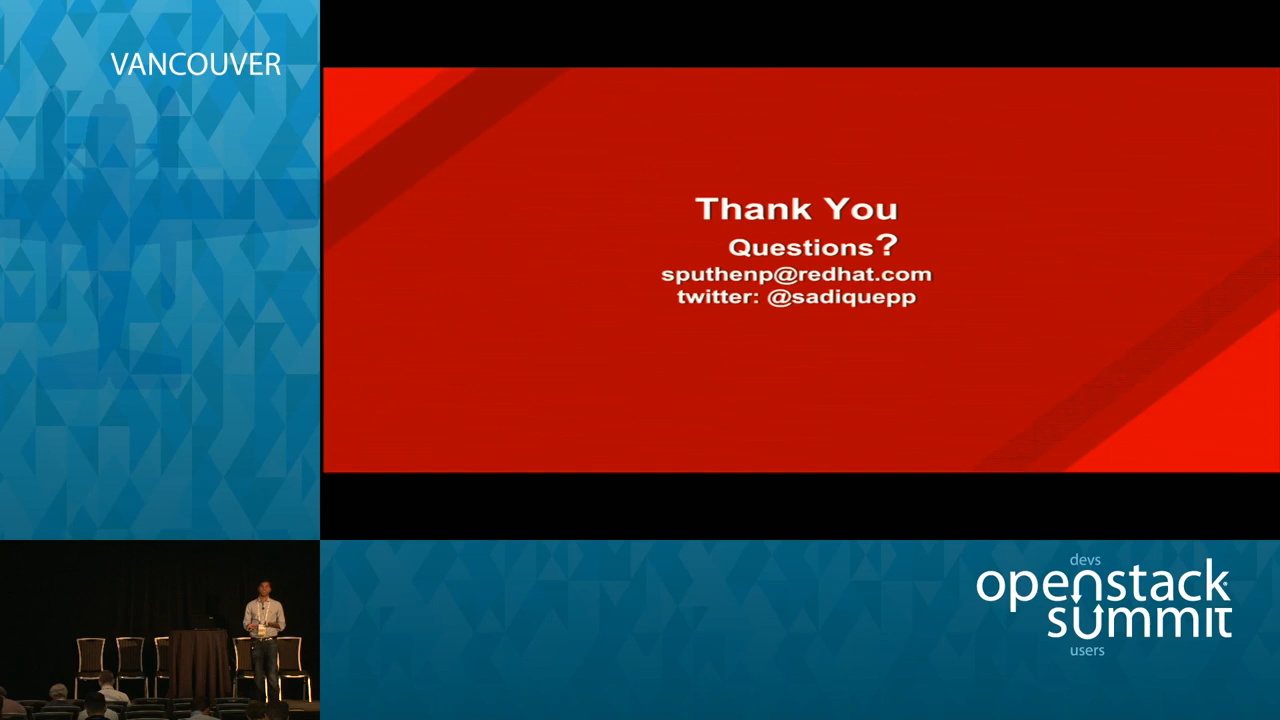 VANCOUVER
Thank You
Questions?
sputhenp@redhat.com
twitter: @sadiquepp
devs
openstack
summit
users